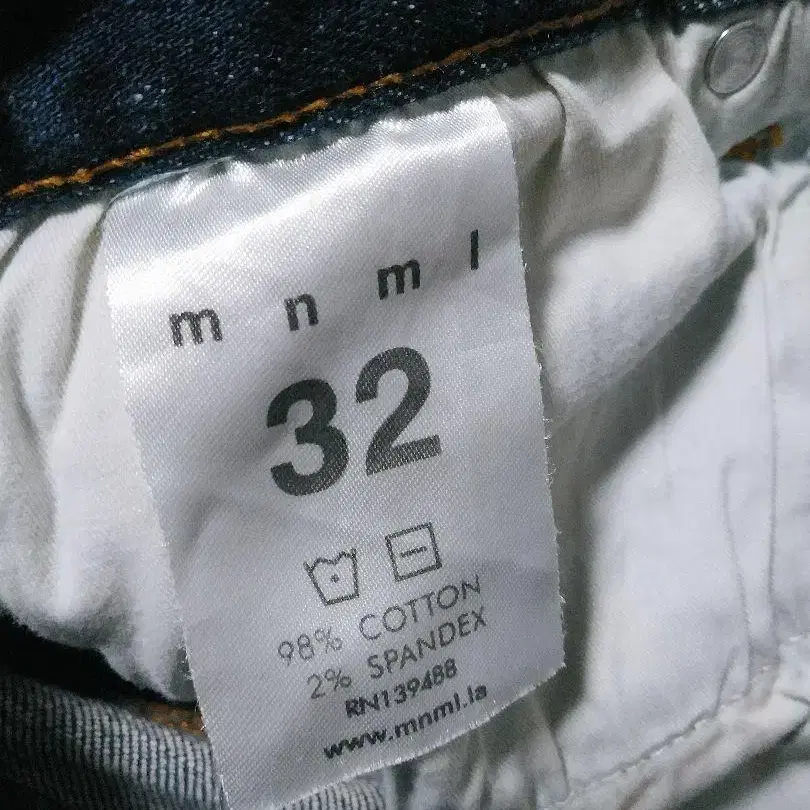 m n m l
32
98% COTTON
2% SPANDEX
RN139488
www.mnml.la